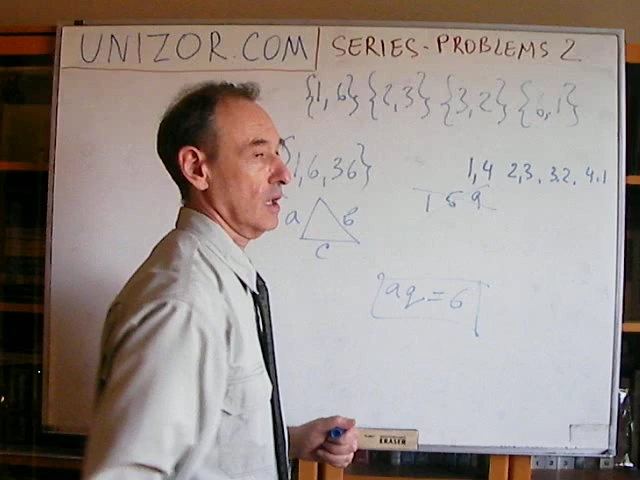 UNIZOR.COM | SERIES-PROBLEMS 2
{1,6} {2,3} {3,2} {6,1}
1,6,36}
1,4 2,3, 3.2, 4.1
1 5 9
a b
c
aq=6
ERASER